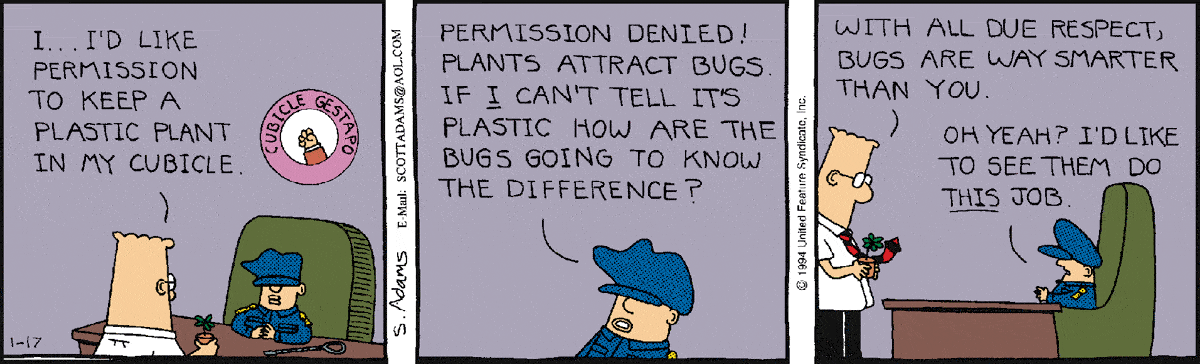 I... I'D LIKE
PERMISSION
TO KEEP A
PLASTIC PLANT
IN MY CUBICLE.
CUBICLE GESTAPO
1-17
S. Adams
E-Mail: SCOTTADAMS@AOL.COM
PERMISSION DENIED!
PLANTS ATTRACT BUGS.
IF I CAN'T TELL IT'S
PLASTIC HOW ARE THE
BUGS GOING TO KNOW
THE DIFFERENCE?
© 1994 United Feature Syndicate, Inc.
WITH ALL DUE RESPECT,
BUGS ARE WAY SMARTER
THAN YOU.
OH YEAH? I'D LIKE
TO SEE THEM DO
THIS JOB.